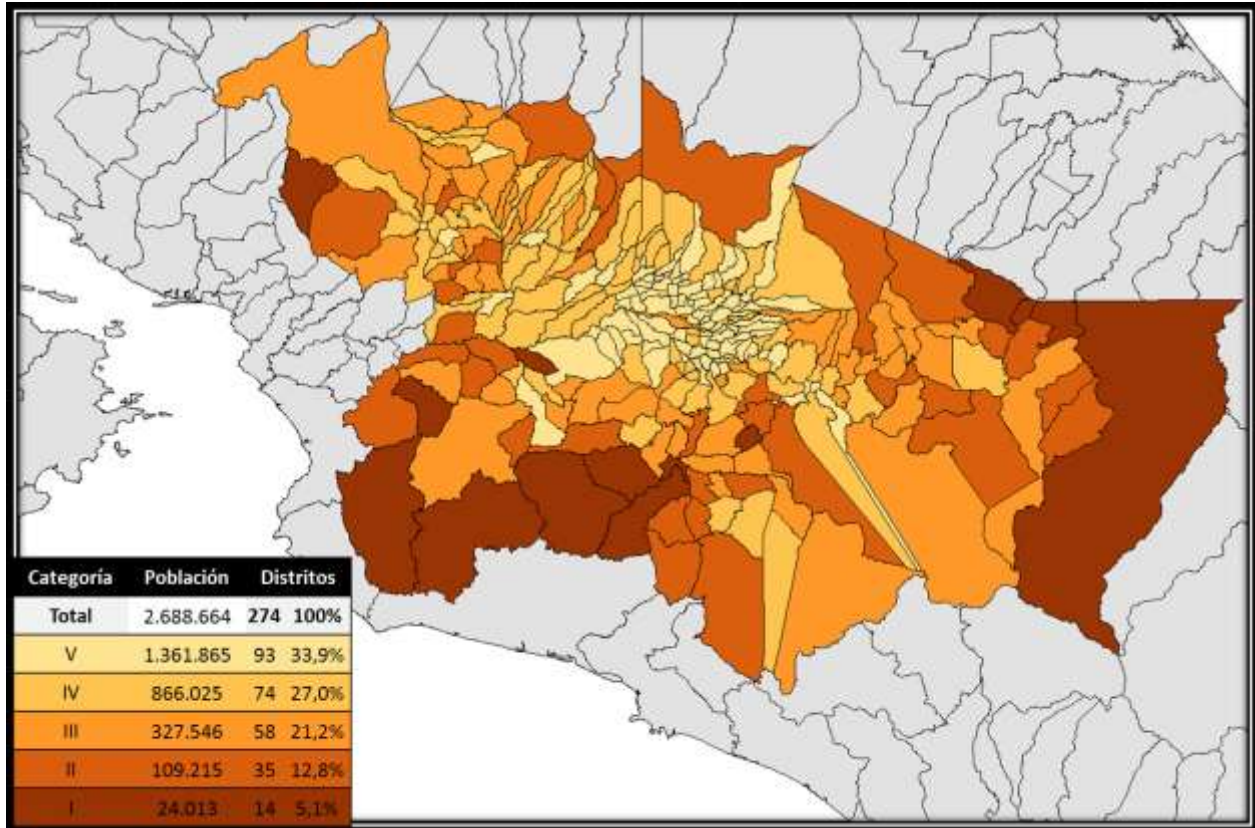 Categoría Población Distritos
Total 2.688.664 274 100%
V 1.361.865 93 33,9%
IV 866.025 74 27,0%
III 327.546 58 21,2%
II 109.215 35 12,8%
I 24.013 14 5,1%